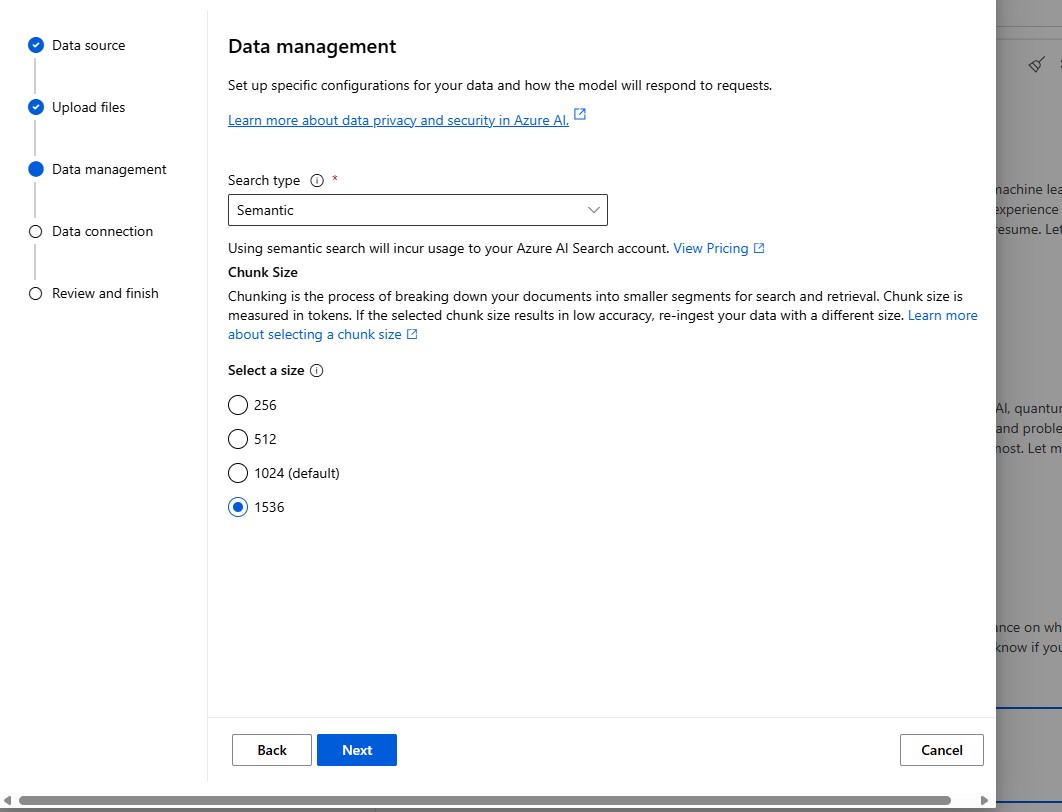 Data source
Upload files
Data management
Data connection
Review and finish
Data management
Set up specific configurations for your data and how the model will respond to requests.
Learn more about data privacy and security in Azure AI.
Search type *
Semantic
Using semantic search will incur usage to your Azure AI Search account. View Pricing
Chunk Size
Chunking is the process of breaking down your documents into smaller segments for search and retrieval. Chunk size is
measured in tokens. If the selected chunk size results in low accuracy, re-ingest your data with a different size. Learn more
about selecting a chunk size
Select a size
256
512
1024 (default)
1536
Back
Next
Cancel
machine lea
experience
resume. Let
AI, quantur
and proble
most. Let m
ance on wh
know if you